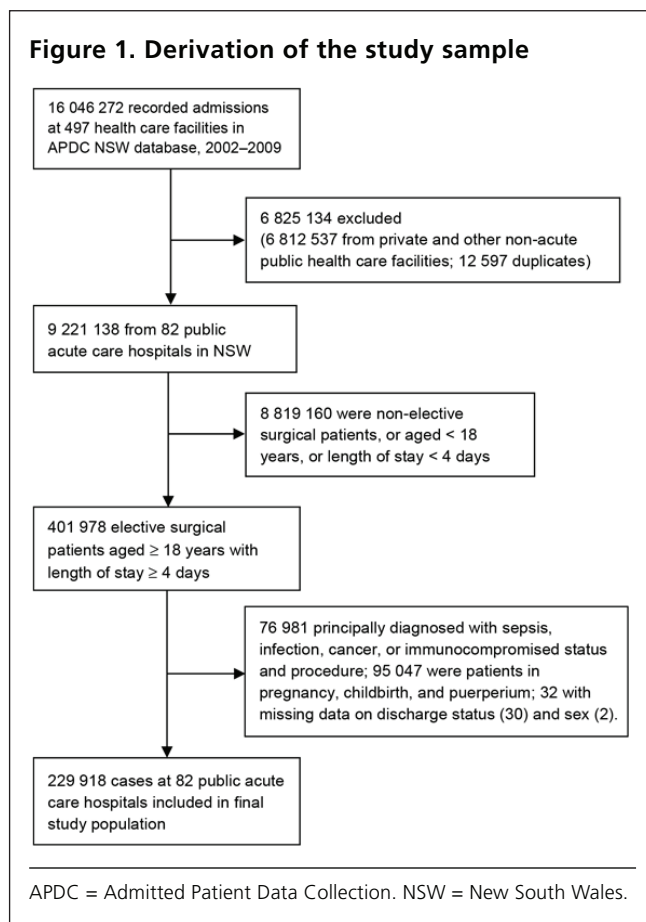 Figure 1. Derivation of the study sample
16 046 272 recorded admissions
at 497 health care facilities in
APDC NSW database, 2002–2009
6 825 134 excluded
(6 812 537 from private and other non-acute
public health care facilities; 12 597 duplicates)
9 221 138 from 82 public
acute care hospitals in NSW
8 819 160 were non-elective
surgical patients, or aged < 18
years, or length of stay < 4 days
401 978 elective surgical
patients aged ≥ 18 years with
length of stay ≥ 4 days
76 981 principally diagnosed with sepsis,
infection, cancer, or immunocompromised status
and procedure; 95 047 were patients in
pregnancy, childbirth, and puerperium; 32 with
missing data on discharge status (30) and sex (2).
229 918 cases at 82 public acute
care hospitals included in final
study population
APDC = Admitted Patient Data Collection. NSW = New South Wales.